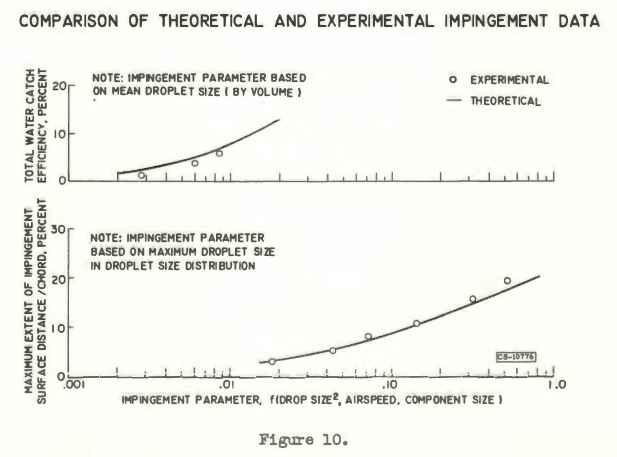 COMPARISON OF THEORETICAL AND EXPERIMENTAL IMPINGEMENT DATA
TOTAL WATER CATCH
EFFICIENCY, PERCENT
20
10
0
NOTE: IMPINGEMENT PARAMETER BASED
ON MEAN DROPLET SIZE ( BY VOLUME )
EXPERIMENTAL
THEORETICAL
MAXIMUM EXTENT OF IMPINGEMENT
SURFACE DISTANCE /CHORD, PERCENT
30
20
10
0
NOTE: IMPINGEMENT PARAMETER
BASED ON MAXIMUM DROPLET SIZE
IN DROPLET SIZE DISTRIBUTION
CS-10776
.001
.01
.10
1.0
IMPINGEMENT PARAMETER, f(DROP SIZE², AIRSPEED, COMPONENT SIZE )
Figure 10.